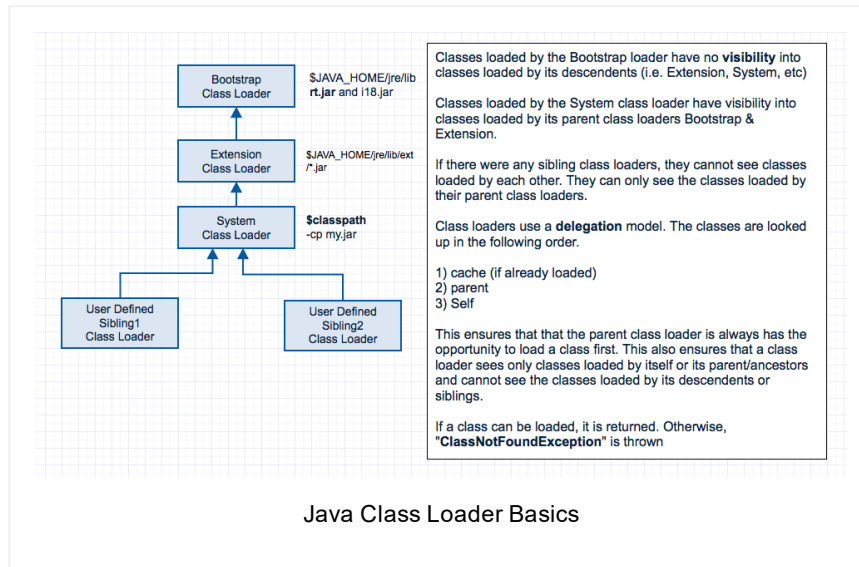 Bootstrap
Class Loader
$JAVA_HOME/jre/lib
rt.jar and i18.jar
Extension
Class Loader
$JAVA_HOME/jre/lib/ext
/*.jar
System
Class Loader
$classpath
-cp my.jar
User Defined
Sibling1
Class Loader
User Defined
Sibling2
Class Loader
Classes loaded by the Bootstrap loader have no visibility into
classes loaded by its descendents (i.e. Extension, System, etc)
Classes loaded by the System class loader have visibility into
classes loaded by its parent class loaders Bootstrap &
Extension.
If there were any sibling class loaders, they cannot see classes
loaded by each other. They can only see the classes loaded by
their parent class loaders.
Class loaders use a delegation model. The classes are looked
up in the following order.
1) cache (if already loaded)
2) parent
3) Self
This ensures that that the parent class loader is always has the
opportunity to load a class first. This also ensures that a class
loader sees only classes loaded by itself or its parent/ancestors
and cannot see the classes loaded by its descendents or
siblings.
If a class can be loaded, it is returned. Otherwise,
"ClassNotFoundException" is thrown
Java Class Loader Basics